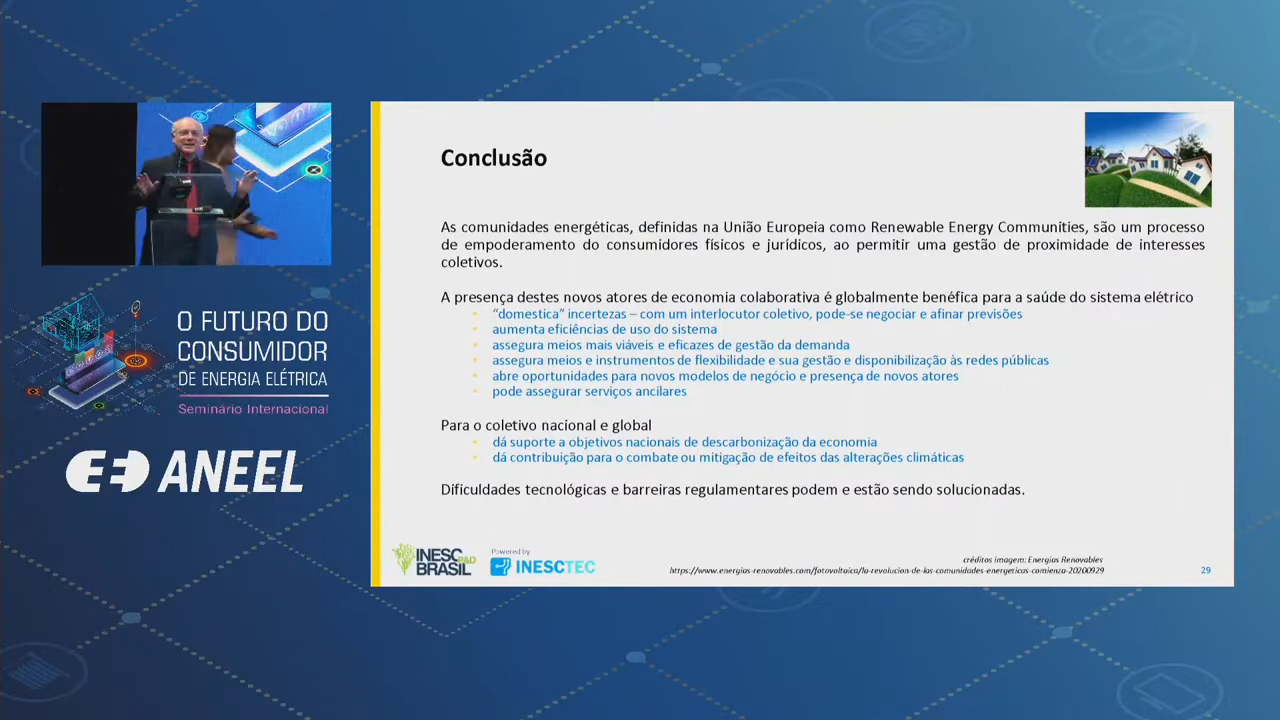 O FUTURO DO
CONSUMIDOR
DE ENERGIA ELÉTRICA
Seminário Internacional
ANEEL
Conclusão
As comunidades energéticas, definidas na União Europeia como Renewable Energy Communities, são um processo
de empoderamento do consumidores físicos e jurídicos, ao permitir uma gestão de proximidade de interesses
coletivos.
A presença destes novos atores de economia colaborativa é globalmente benéfica para a saúde do sistema elétrico
• “domestica” incertezas – com um interlocutor coletivo, pode-se negociar e afinar previsões
• aumenta eficiências de uso do sistema
• assegura meios mais viáveis e eficazes de gestão da demanda
• assegura meios e instrumentos de flexibilidade e sua gestão e disponibilização às redes públicas
• abre oportunidades para novos modelos de negócio e presença de novos atores
• pode assegurar serviços ancilares
Para o coletivo nacional e global
• dá suporte a objetivos nacionais de descarbonização da economia
• dá contribuição para o combate ou mitigação de efeitos das alterações climáticas
Dificuldades tecnológicas e barreiras regulamentares podem e estão sendo solucionadas.
INESC P&D
BRASIL
Powered by
INESCTEC
créditos imagem: Energías Renovables
https://www.energias-renovables.com/fotovoltaica/la-revolucion-de-las-comunidades-energeticas-comienza-20200929
29